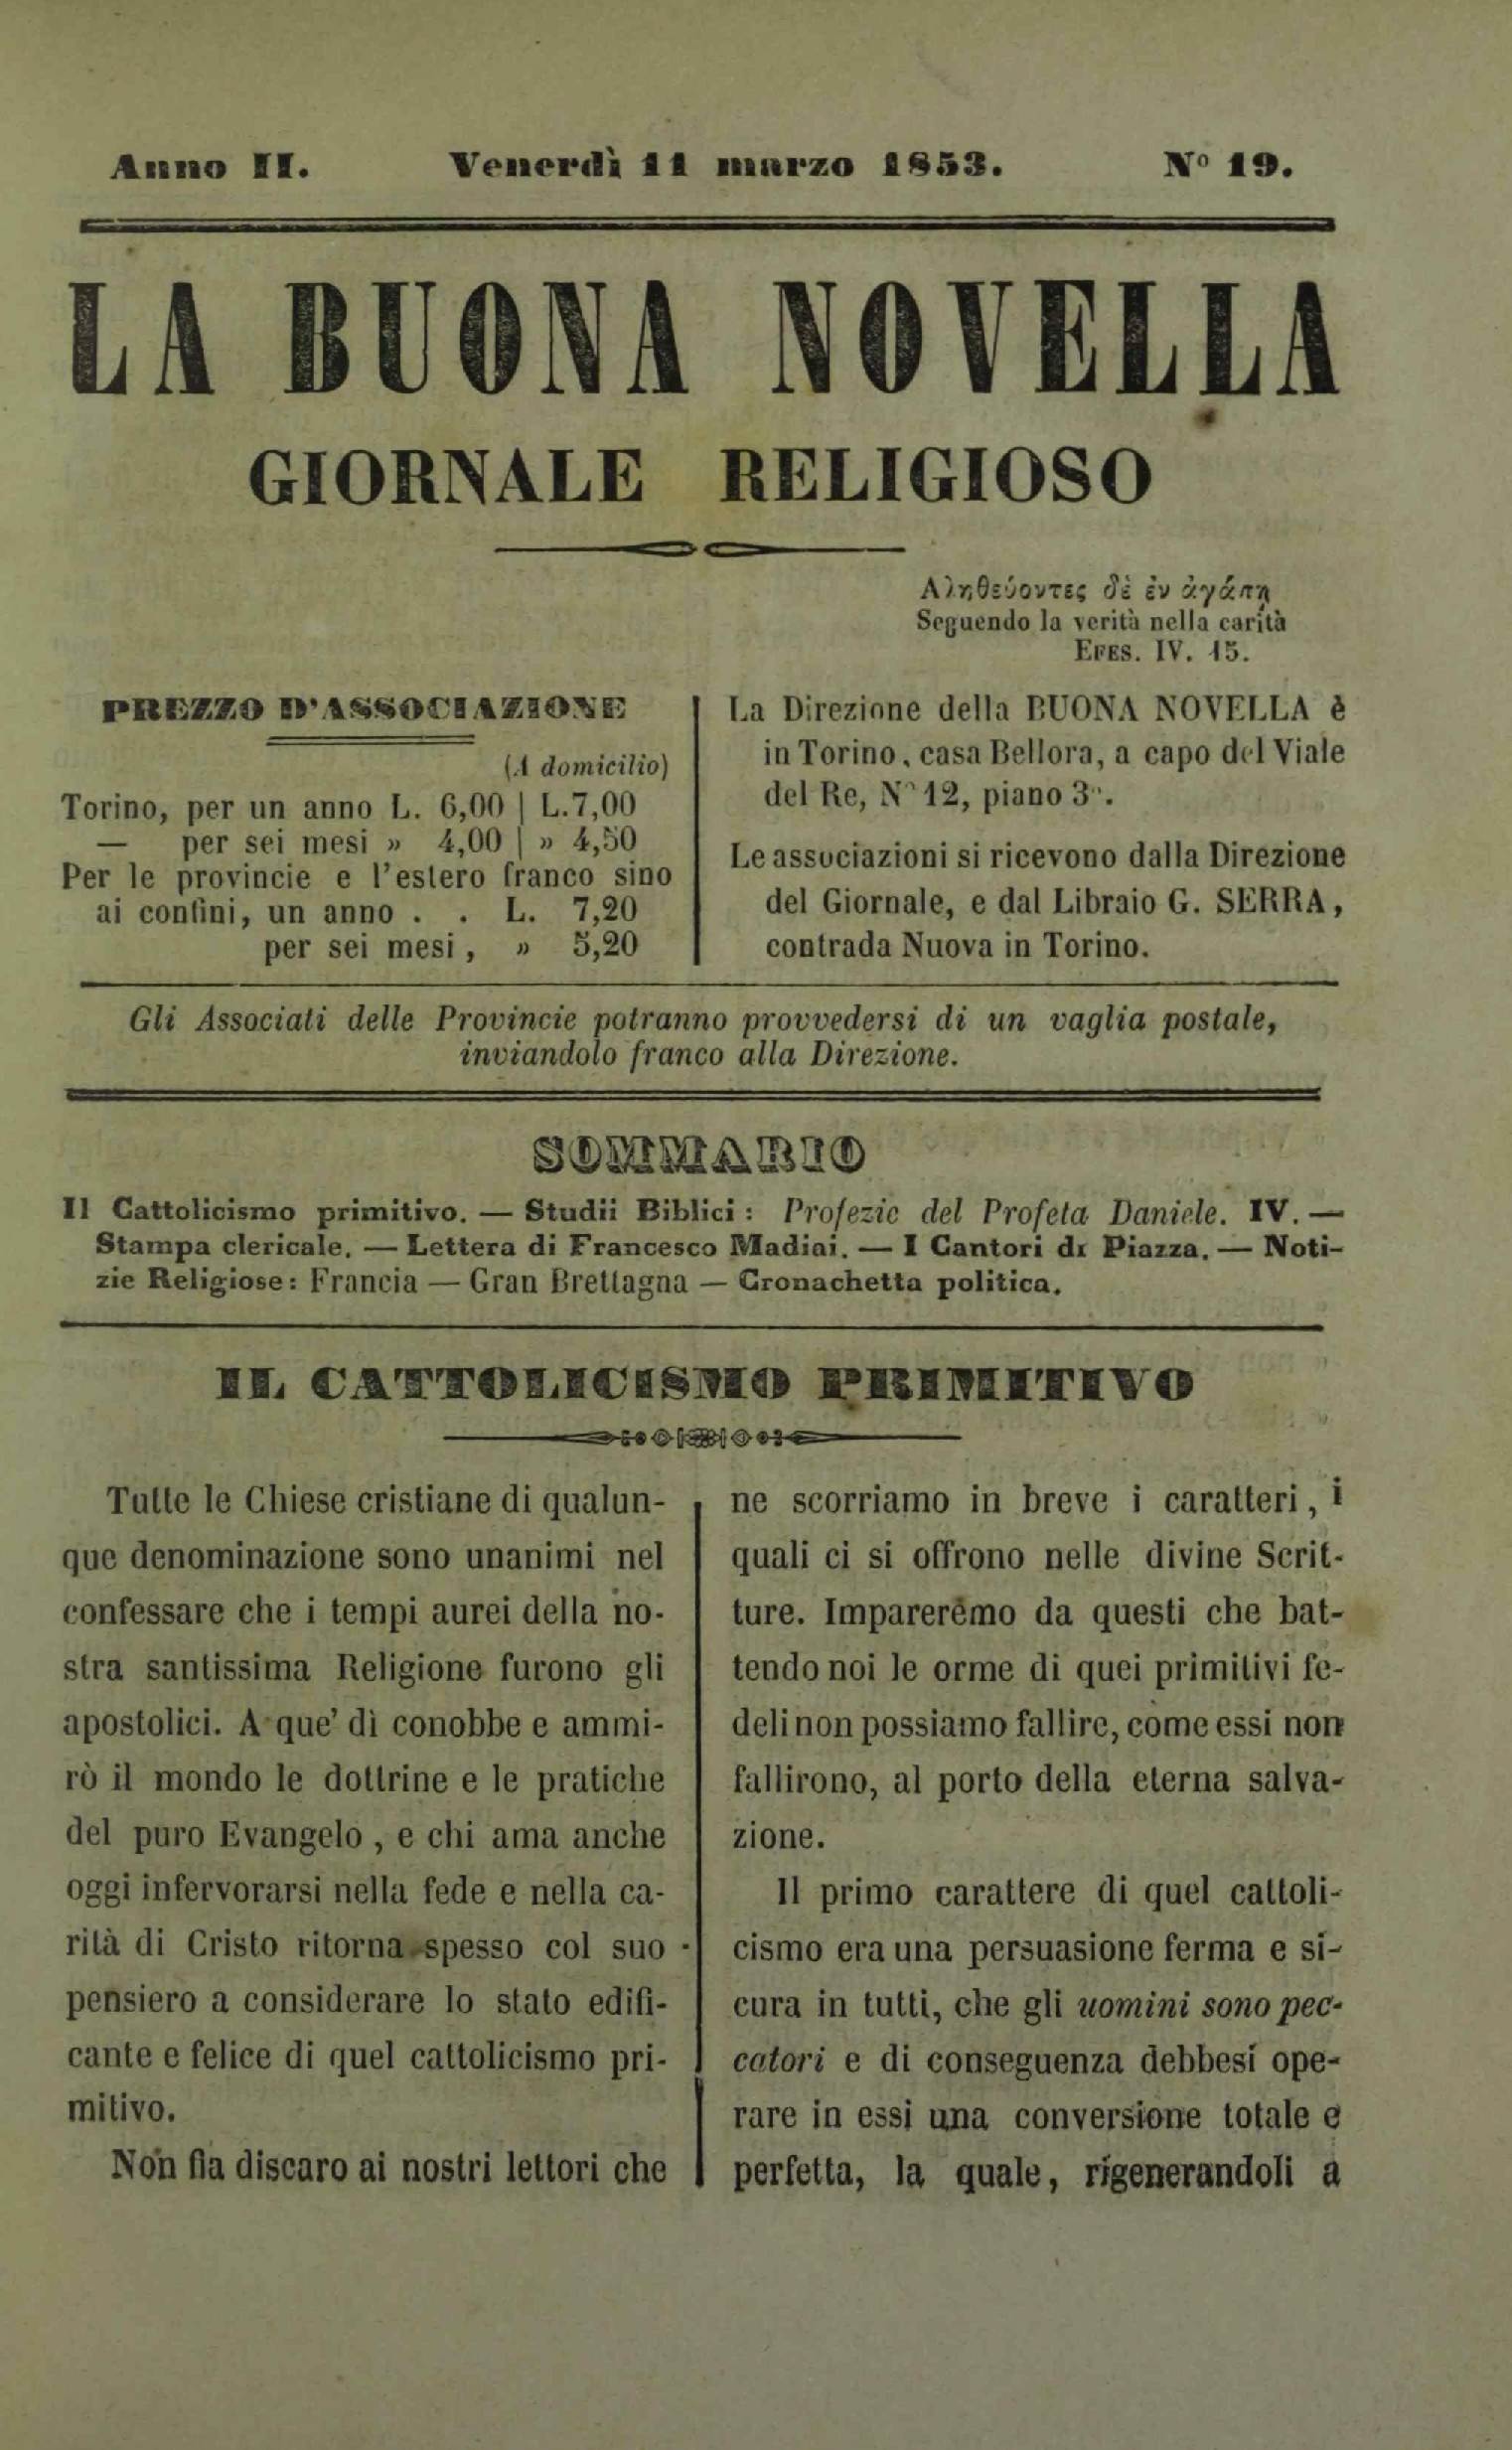 Anno II. Venerdì 11 marzo 1853. Nº 19.
LA BUONA NOVELLA
GIORNALE RELIGIOSO
Αληθεύοντες δὲ ἐν ἀγάπῃ
Seguendo la verità nella carità
EFES. IV. 15.
PREZZO D'ASSOCIAZIONE
(A domicilio)
Torino, per un anno L. 6,00 | L.7,00
— per sei mesi » 4,00 | » 4,50
Per le provincie e l'estero franco sino
ai confini, un anno . . L. 7,20
per sei mesi, » 5,20
La Direzione della BUONA NOVELLA è
in Torino, casa Bellora, a capo del Viale
del Re, Nº 12, piano 3º.
Le associazioni si ricevono dalla Direzione
del Giornale, e dal Libraio G. SERRA,
contrada Nuova in Torino.
Gli Associati delle Provincie potranno provvedersi di un vaglia postale,
inviandolo franco alla Direzione.
SOMMARIO
Il Cattolicismo primitivo. — Studii Biblici: Profezie del Profeta Daniele. IV. —
Stampa clericale. — Lettera di Francesco Madiai. — I Cantori di Piazza. — Noti-
zie Religiose: Francia — Gran Brettagna — Cronachetta politica.
IL CATTOLICISMO PRIMITIVO
Tutte le Chiese cristiane di qualun-
que denominazione sono unanimi nel
confessare che i tempi aurei della no-
stra santissima Religione furono gli
apostolici. A que' dì conobbe e ammi-
rò il mondo le dottrine e le pratiche
del puro Evangelo, e chi ama anche
oggi infervorarsi nella fede e nella ca-
rità di Cristo ritorna spesso col suo
pensiero a considerare lo stato edifi-
cante e felice di quel cattolicismo pri-
mitivo.
Non fia discaro ai nostri lettori che
ne scorriamo in breve i caratteri, i
quali ci si offrono nelle divine Scrit-
ture. Impareremo da questi che bat-
tendo noi le orme di quei primitivi fe-
deli non possiamo fallire, come essi non
fallirono, al porto della eterna salva-
zione.
Il primo carattere di quel cattoli-
cismo era una persuasione ferma e si-
cura in tutti, che gli uomini sono pec-
catori e di conseguenza debbesi ope-
rare in essi una conversione totale e
perfetta, la quale, rigenerandoli a